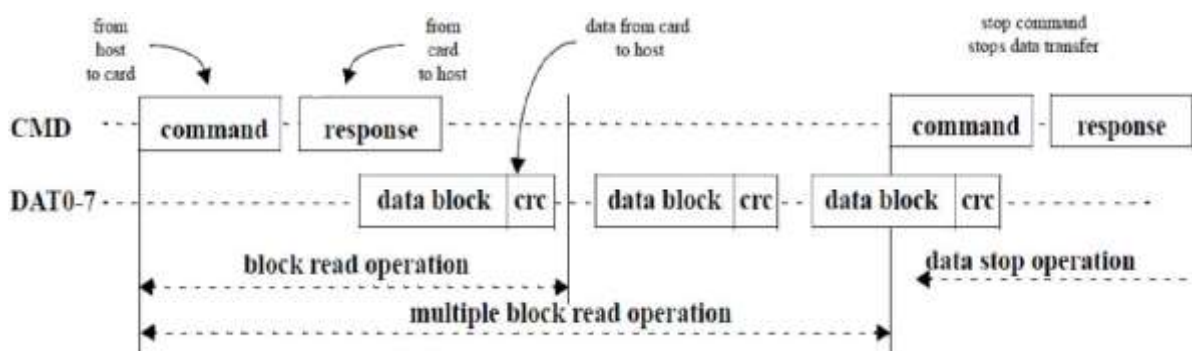 from
host
to card
from
card
to host
data from card
to host
stop command
stops data transfer
CMD
command
response
command
response
DAT0-7
data block
crc
data block
crc
data block
crc
block read operation
data stop operation
multiple block read operation